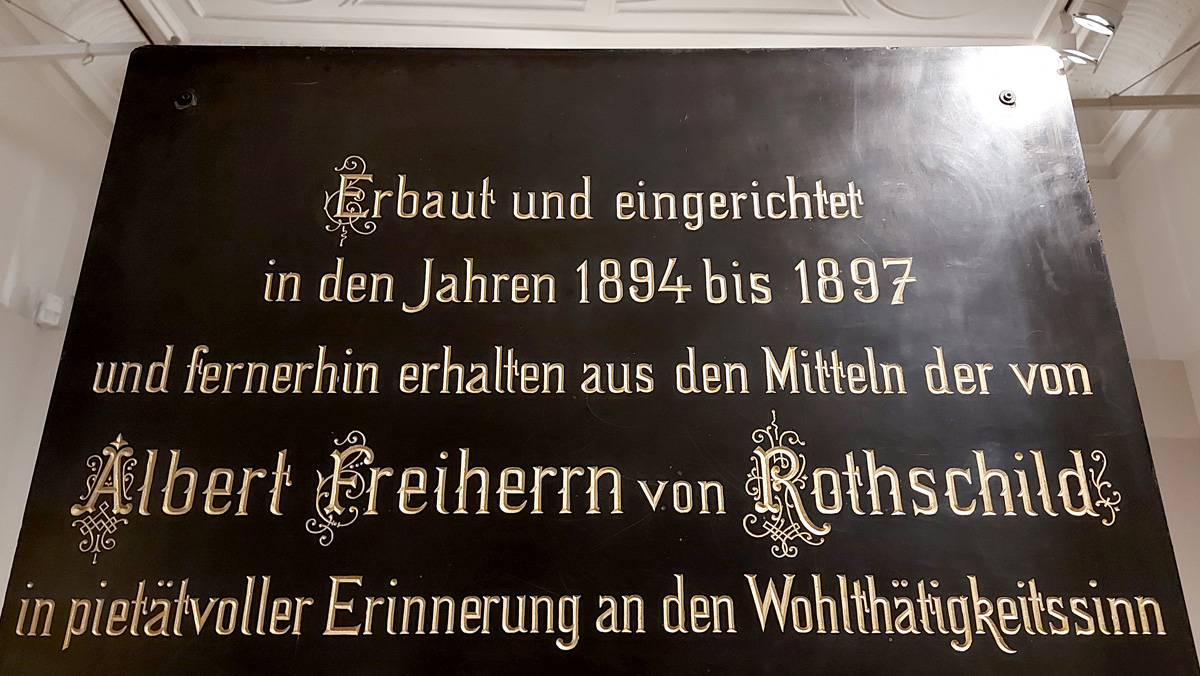 Erbaut und eingerichtet
in den Jahren 1894 bis 1897
und fernerhin erhalten aus den Mitteln der von
Albert Freiherrn von Rothschild
in pietätvoller Erinnerung an den Wohlthätigkeitssinn